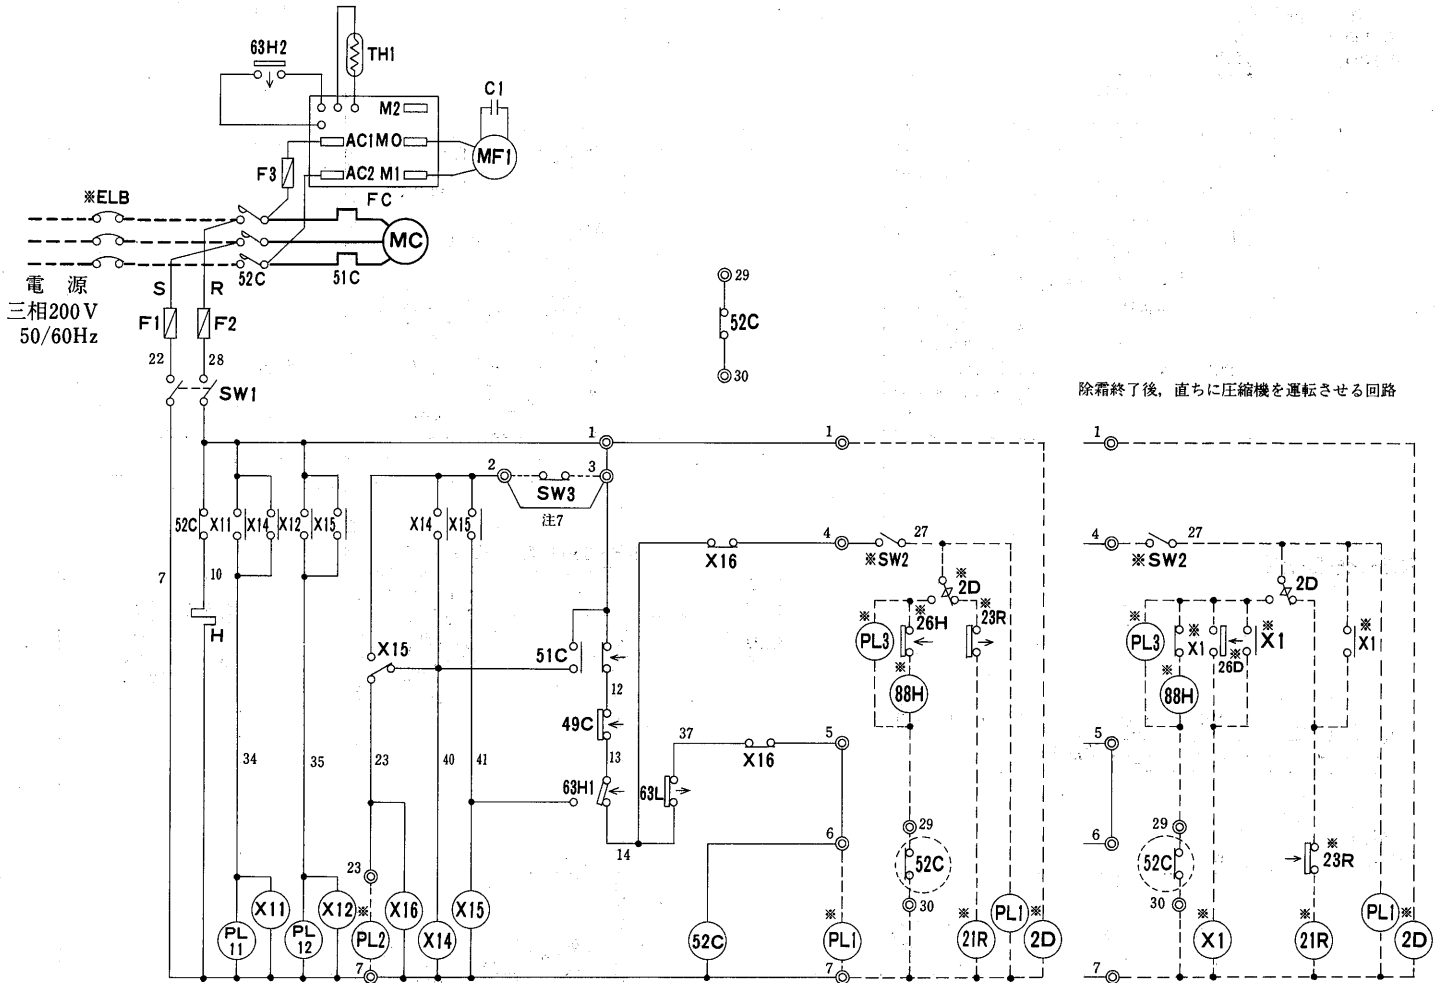 63H2
TH1
C1
M2
AC1 MO
MF1
F3
AC2 M1
FC
※ELB
MC
52C
51C
電源
三相200V
50/60Hz
S
R
F1
F2
22
28
SW1
29
52C
30
除霜終了後，直ちに圧縮機を運転させる回路
1
1
1
2
3
SW3
注7
52C
X11
X14
X12
X15
X14
X15
4
27
X16
※SW2
4
27
※SW2
7
10
H
※
2D
※
26H
※
23R
※
PL3
※
88H
※
2D
※
PL3
※
X1
※
26D
※
X1
※
X1
※
88H
X15
51C
12
49C
13
63H1
63L
37
X16
5
5
34
35
23
40
41
14
6
6
29
52C
30
29
52C
30
※
23R
23
X11
X12
X16
X15
PL
11
PL
12
※
PL2
X14
52C
※
PL1
※
21R
PL1
※
2D
※
X1
※
21R
PL1
※
2D
7
7
7